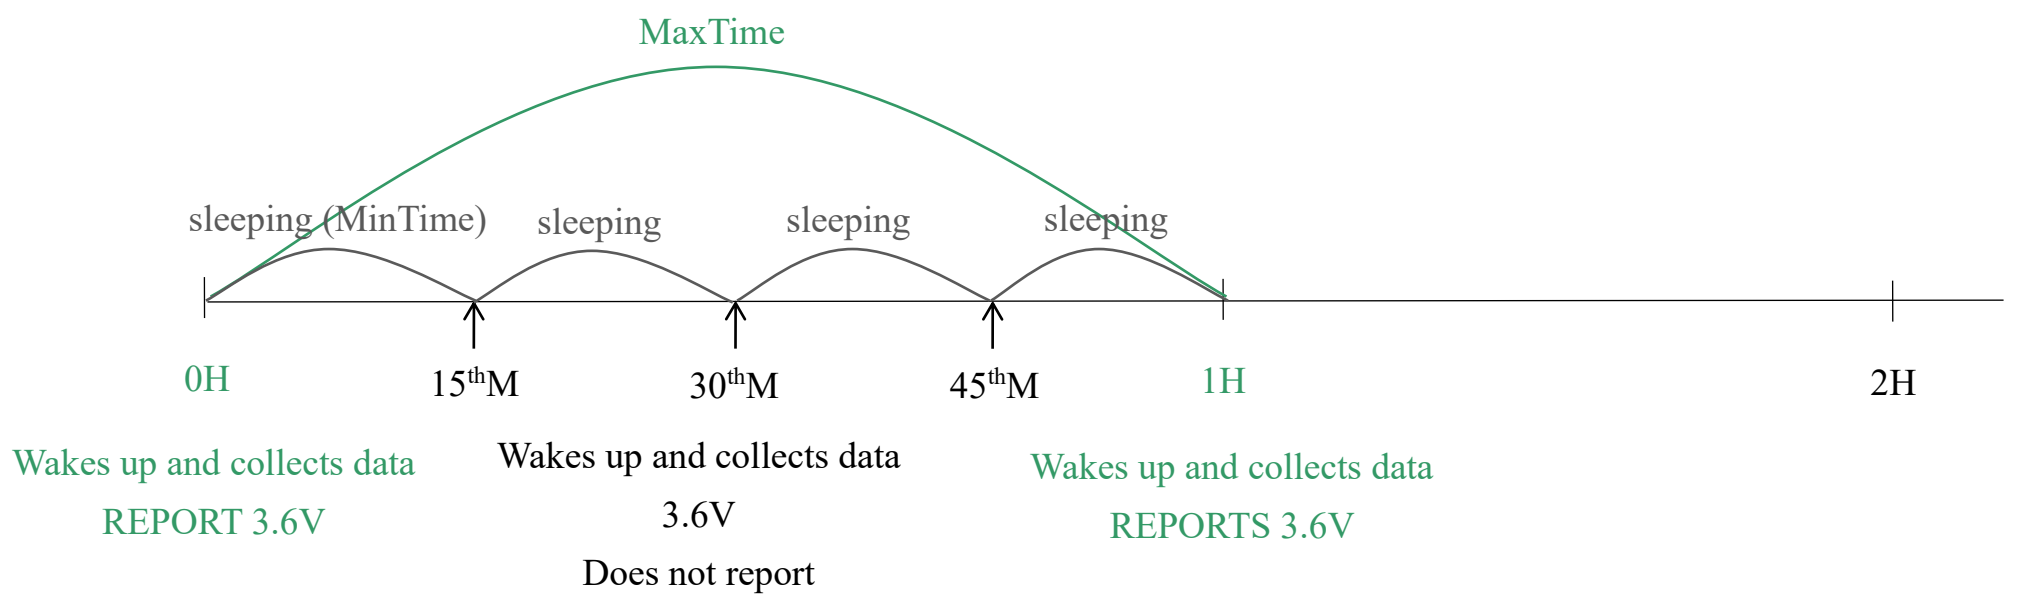 MaxTime
sleeping (MinTime)
sleeping
sleeping
sleeping
0H
15thM
30thM
45thM
1H
2H
Wakes up and collects data
REPORT 3.6V
Wakes up and collects data
3.6V
Does not report
Wakes up and collects data
REPORTS 3.6V